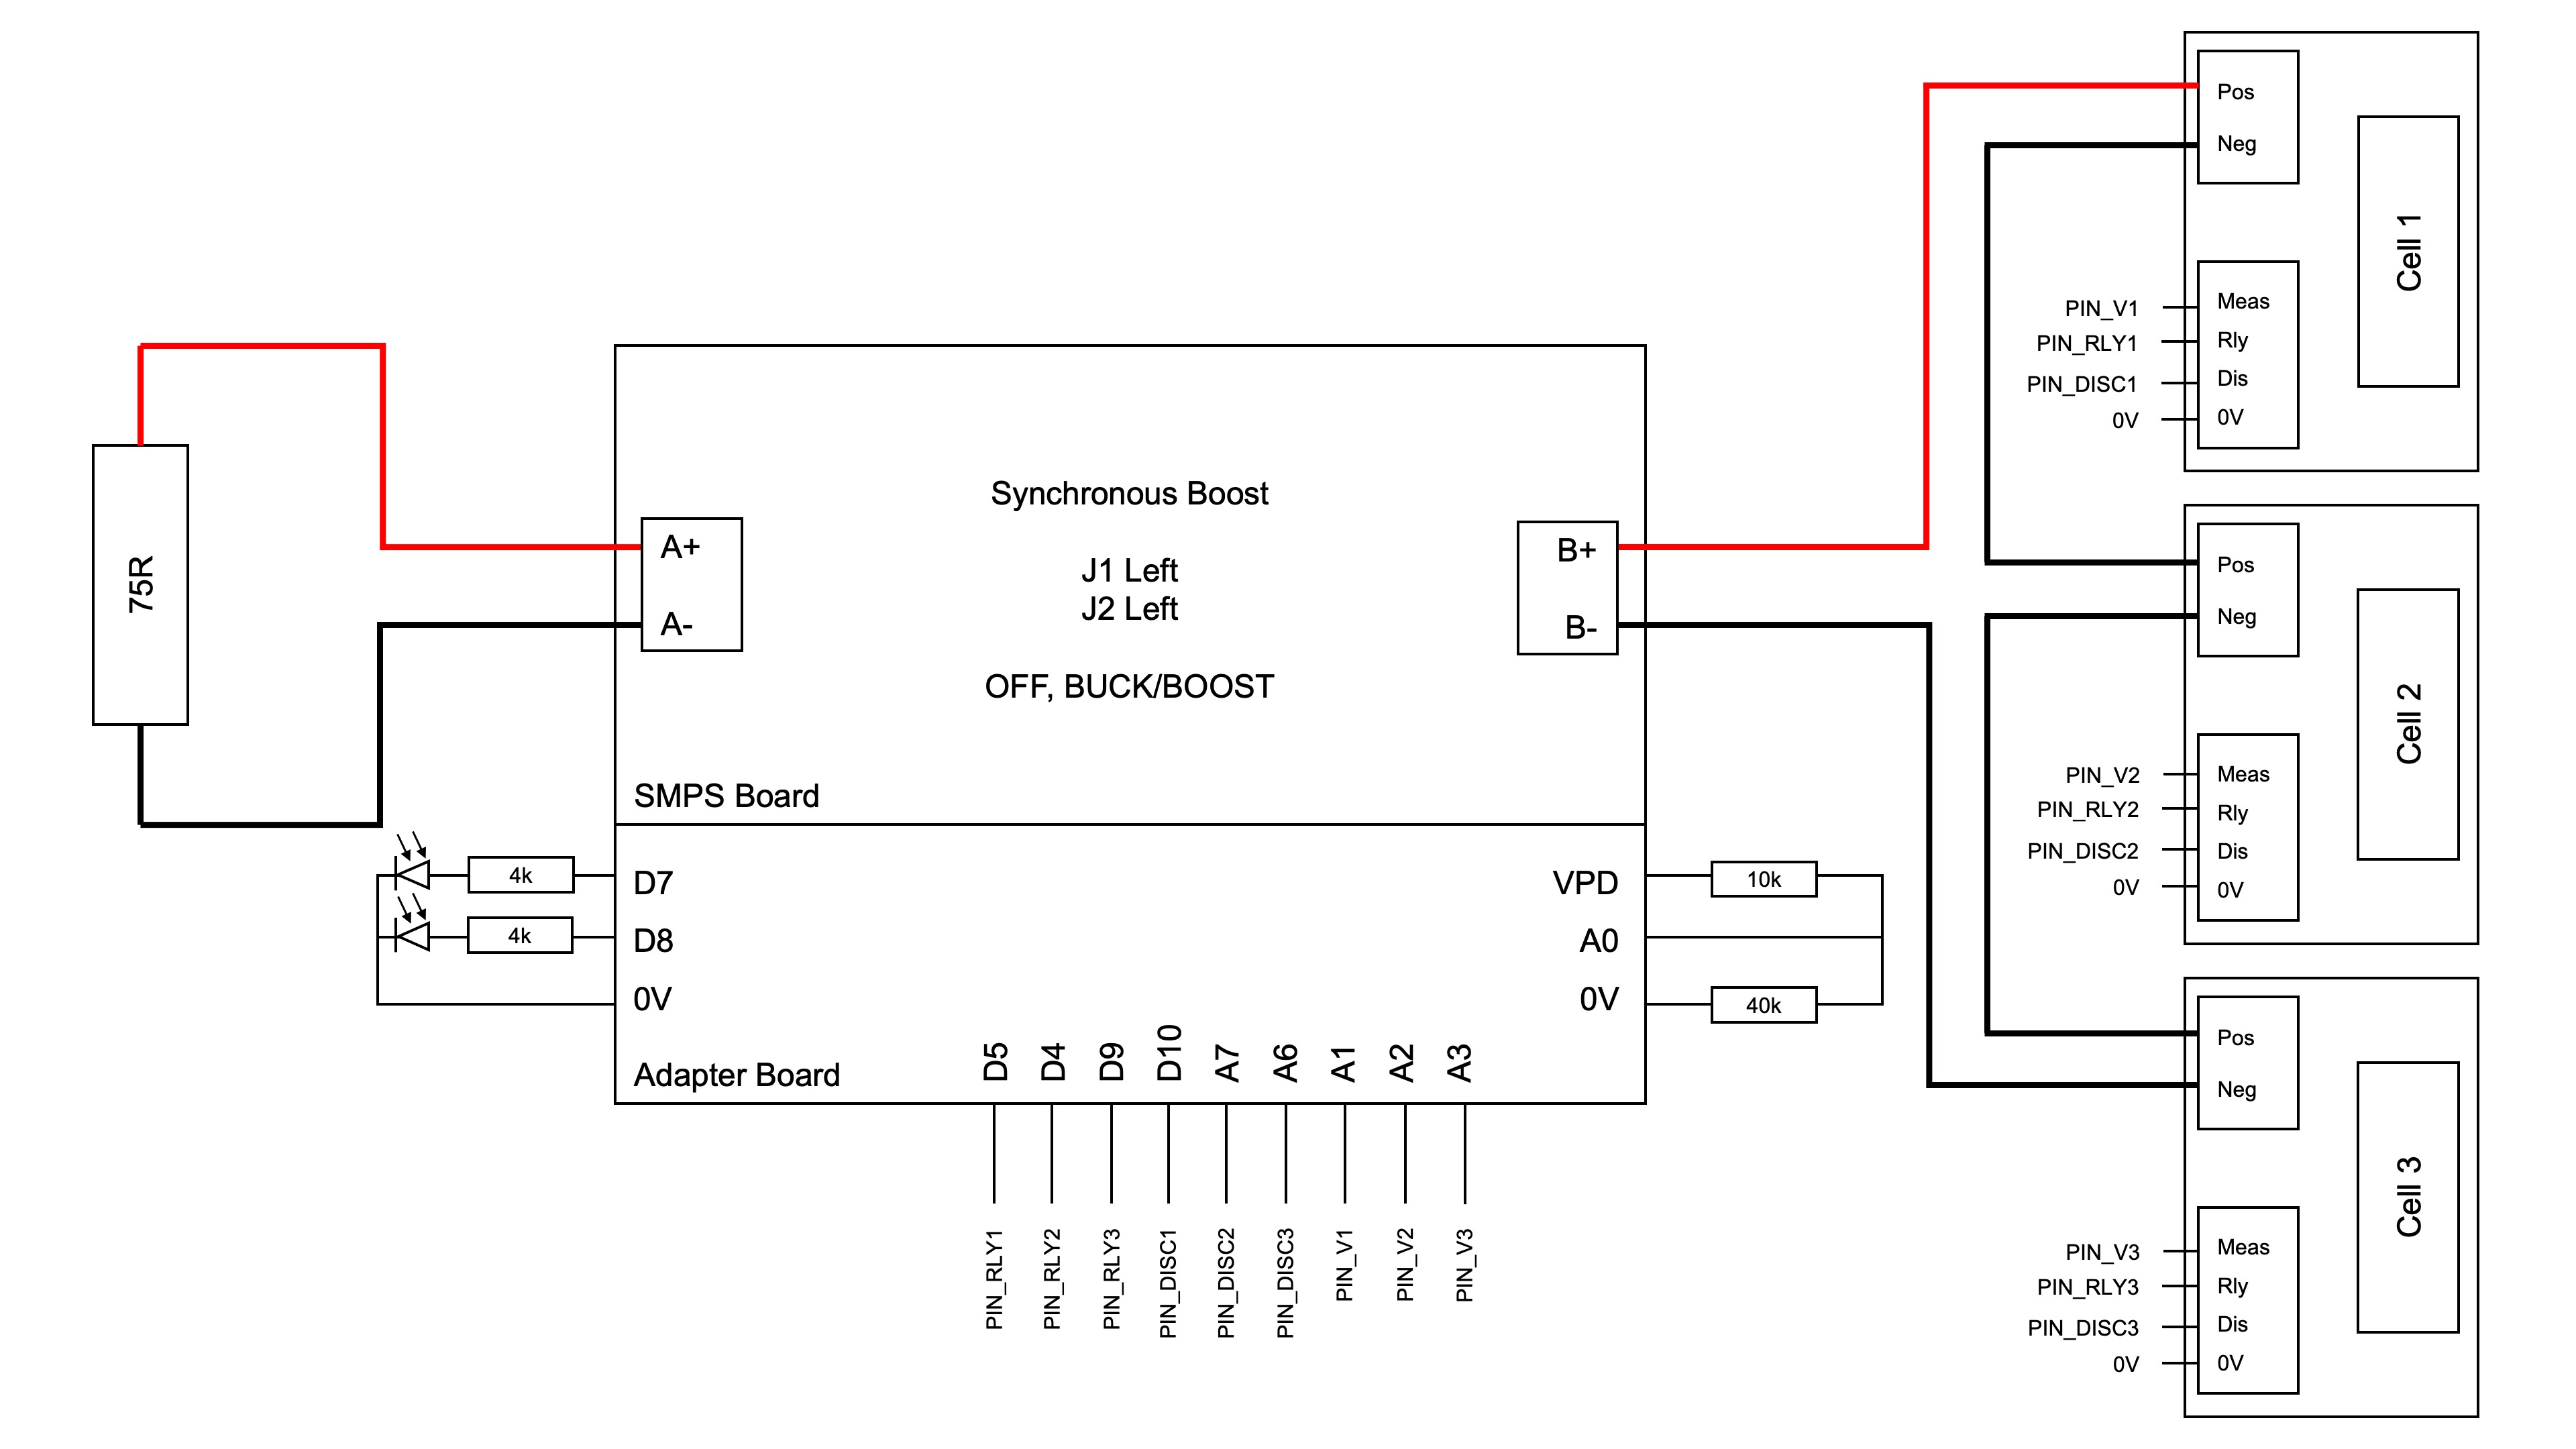 Pos
Neg
Cell 1
PIN_V1
PIN_RLY1
PIN_DISC1
0V
Meas
Rly
Dis
0V
75R
Synchronous Boost
J1 Left
J2 Left
OFF, BUCK/BOOST
A+
A-
B+
B-
SMPS Board
Pos
Neg
Cell 2
PIN_V2
PIN_RLY2
PIN_DISC2
0V
Meas
Rly
Dis
0V
4k
4k
D7
D8
0V
VPD
A0
0V
10k
40k
Adapter Board
D5
D4
D9
D10
A7
A6
A1
A2
A3
PIN_RLY1
PIN_RLY2
PIN_RLY3
PIN_DISC1
PIN_DISC2
PIN_DISC3
PIN_V1
PIN_V2
PIN_V3
Pos
Neg
Cell 3
PIN_V3
PIN_RLY3
PIN_DISC3
0V
Meas
Rly
Dis
0V